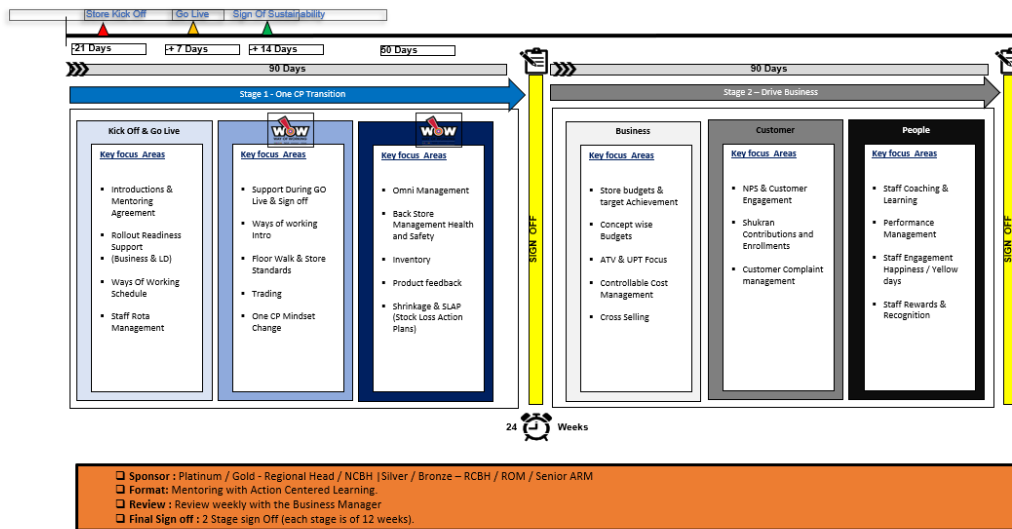 Store Kick Off
Go Live
Sign Of Sustainability
-21 Days
-+ 7 Days
-+ 14 Days
60 Days
90 Days
90 Days
Stage 1 - One CP Transition
Stage 2 – Drive Business
Kick Off & Go Live
Key focus Areas
▪ Introductions &
Mentoring
Agreement
▪ Rollout Readiness
Support
▪ (Business & LD)
▪ Ways Of Working
Schedule
▪ Staff Rota
Management
WOW
Key focus Areas
▪ Support During GO
Live & Sign off
▪ Ways of working
Intro
▪ Floor Walk & Store
Standards
▪ Trading
▪ One CP Mindset
Change
WOW
Key focus Areas
▪ Omni Management
▪ Back Store
Management Health
and Safety
▪ Inventory
▪ Product feedback
▪ Shrinkage & SLAP
(Stock Loss Action
Plans)
SIGN OFF
Business
Key focus Areas
▪ Store budgets &
target Achievement
▪ Concept wise
Budgets
▪ ATV & UPT Focus
▪ Controllable Cost
Management
▪ Cross Selling
Customer
Key focus Areas
▪ NPS & Customer
Engagement
▪ Shukran
Contributions and
Enrollments
▪ Customer Complaint
management
People
Key focus Areas
▪ Staff Coaching &
Learning
▪ Performance
Management
▪ Staff Engagement
Happiness / Yellow
days
▪ Staff Rewards &
Recognition
SIGN OFF
24 Weeks
❑ Sponsor : Platinum / Gold - Regional Head / NCBH |Silver / Bronze – RCBH / ROM / Senior ARM
❑ Format: Mentoring with Action Centered Learning.
❑ Review : Review weekly with the Business Manager
❑ Final Sign off : 2 Stage sign Off (each stage is of 12 weeks).